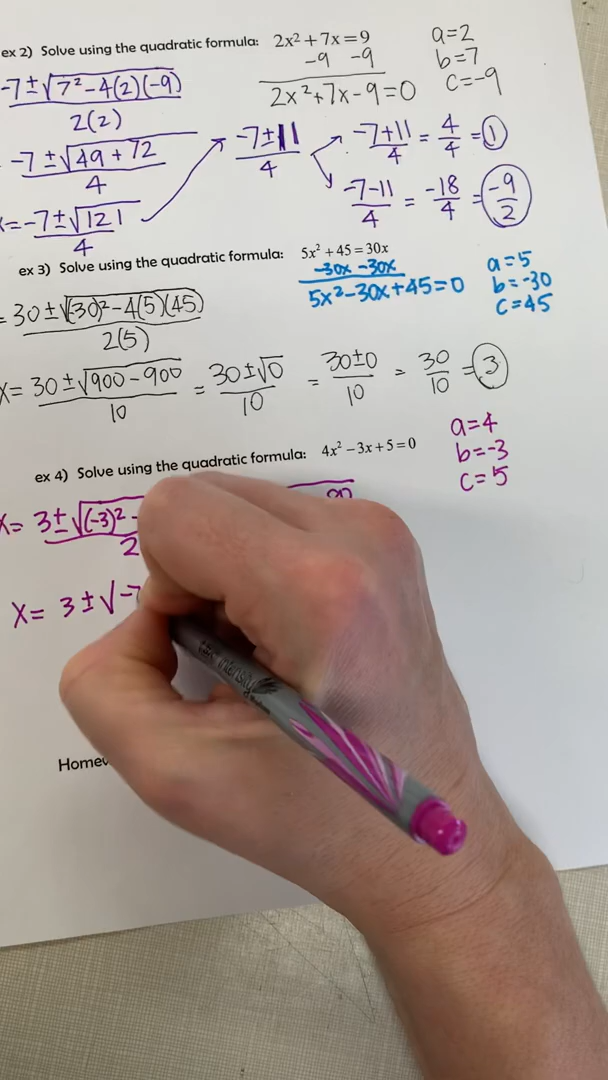 ex 2) Solve using the quadratic formula: 2x² + 7x = 9
-9 -9
2x²+7x-9=0
a=2
b=7
c=-9
-7±√7²-4(2)(-9)
2(2)
-7±√49+72
4
x=-7±√121
4
-7±11
4
-7+11 = 4 = 1
4 4
-7-11 = -18 = -9
4 4 2
ex 3) Solve using the quadratic formula: 5x² + 45 = 30x
-30x -30x
5x²-30x+45=0
a=5
b=-30
c=45
= 30±√(-30)²-4(5)(45)
2(5)
x= 30±√900-900 = 30±√0 = 30±0 = 30 = 3
10 10 10 10
ex 4) Solve using the quadratic formula: 4x² - 3x + 5 = 0
a=4
b=-3
c=5
x= 3±√(-3)²-
2
x= 3±√-7